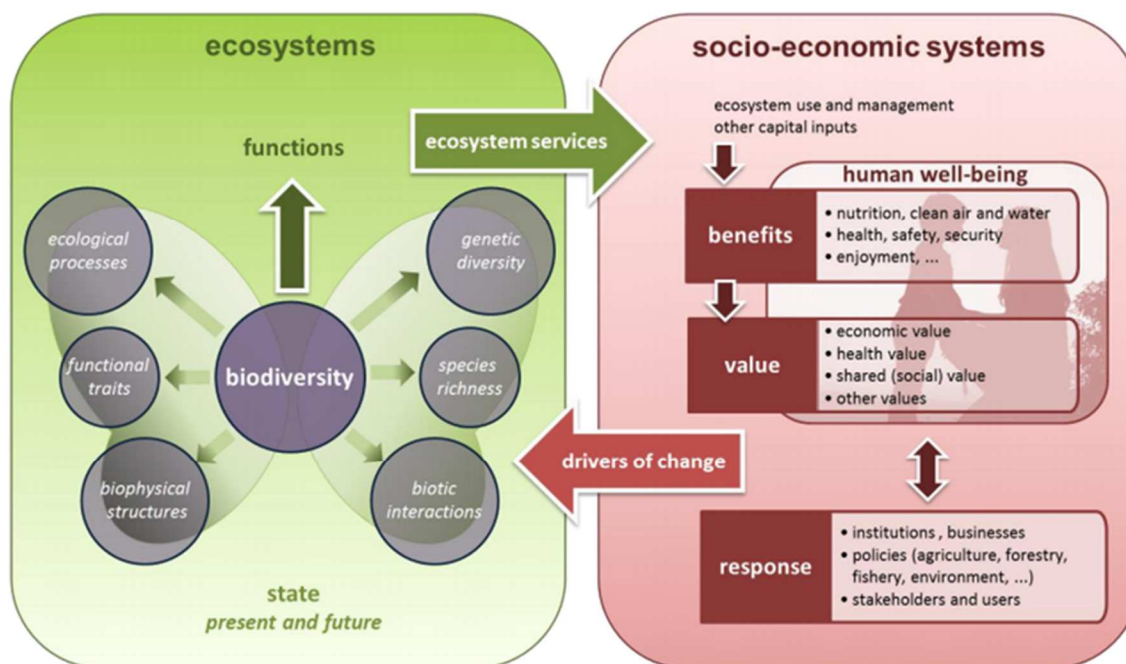 ecosystems
functions
ecological
processes
genetic
diversity
functional
traits
biodiversity
species
richness
biophysical
structures
biotic
interactions
state
present and future
ecosystem services
drivers of change
socio-economic systems
ecosystem use and management
other capital inputs
human well-being
benefits
• nutrition, clean air and water
• health, safety, security
• enjoyment, ...
value
• economic value
• health value
• shared (social) value
• other values
response
• institutions , businesses
• policies (agriculture, forestry,
fishery, environment, ...)
• stakeholders and users